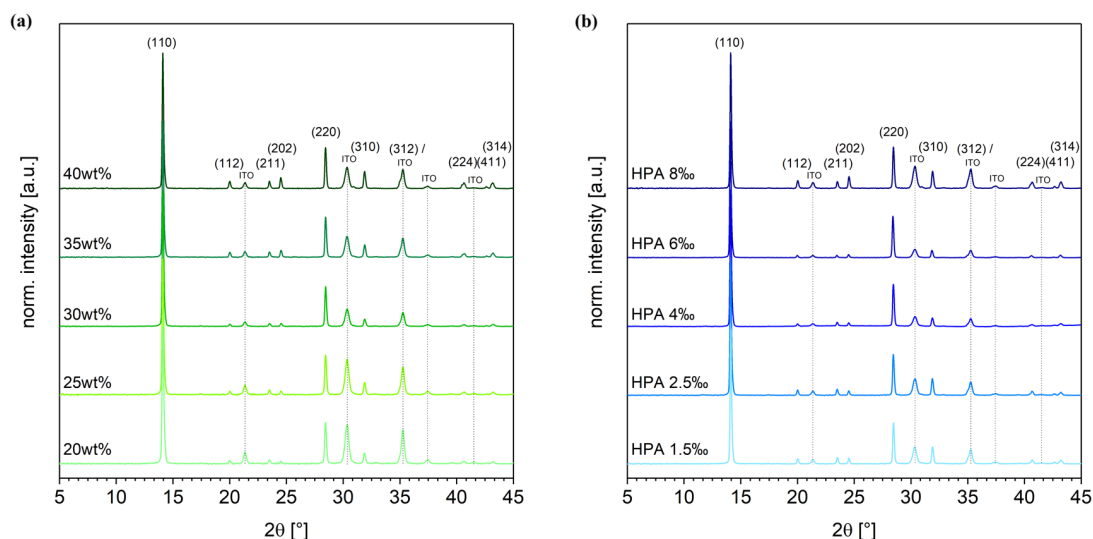 (a)
(110)
(220)
(202)
(310)
(312) /
(314)
(112)
(211)
(224)(411)
ITO
ITO
ITO
ITO
ITO
40wt%
35wt%
30wt%
25wt%
20wt%
norm. intensity [a.u.]
5
10
15
20
25
30
35
40
45
2θ [°]
(b)
(110)
(220)
(202)
(310)
(312) /
(314)
(112)
(211)
(224)(411)
ITO
ITO
ITO
ITO
ITO
HPA 8‰
HPA 6‰
HPA 4‰
HPA 2.5‰
HPA 1.5‰
norm. intensity [a.u.]
5
10
15
20
25
30
35
40
45
2θ [°]